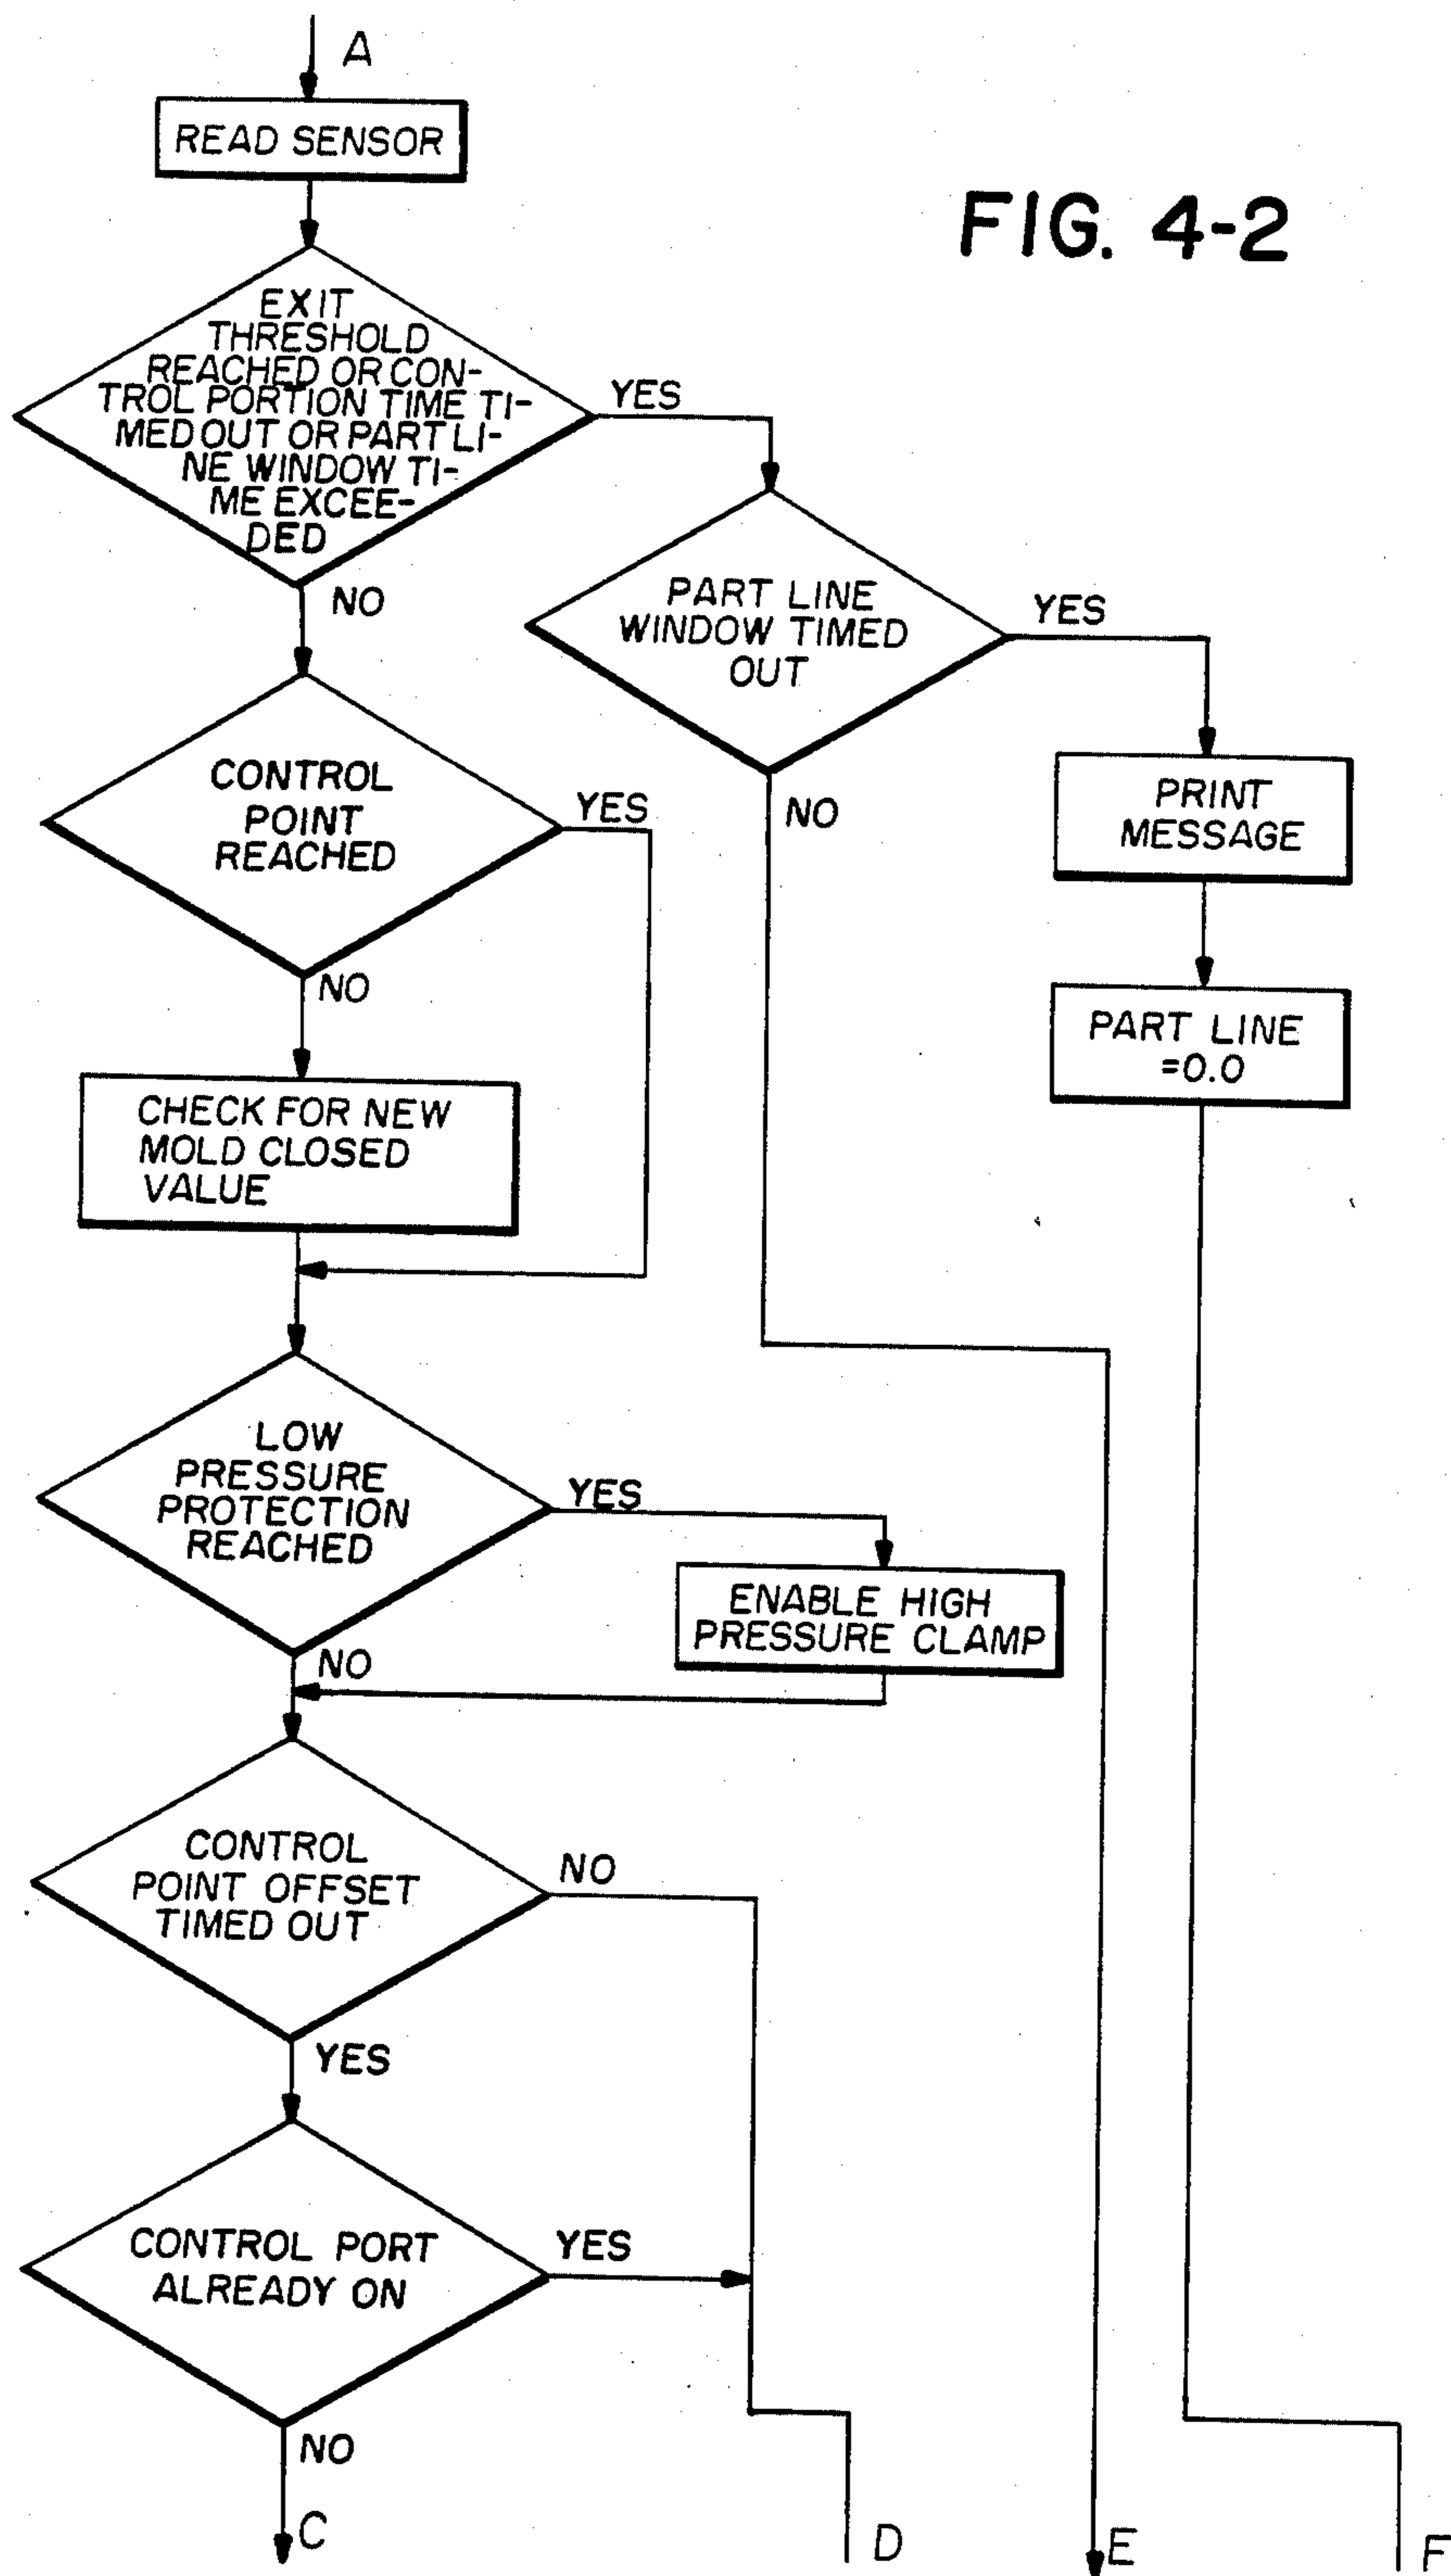 A
READ SENSOR
FIG. 4-2
EXIT
THRESHOLD
REACHED OR CON-
TROL PORTION TIME TI-
MED OUT OR PART LI-
NE WINDOW TI-
ME EXCEE-
DED
YES
NO
PART LINE
WINDOW TIMED
OUT
YES
NO
PRINT
MESSAGE
PART LINE
=0.0
CONTROL
POINT
REACHED
YES
NO
CHECK FOR NEW
MOLD CLOSED
VALUE
LOW
PRESSURE
PROTECTION
REACHED
YES
NO
ENABLE HIGH
PRESSURE CLAMP
CONTROL
POINT OFFSET
TIMED OUT
NO
YES
CONTROL PORT
ALREADY ON
YES
NO
C
D
E
F